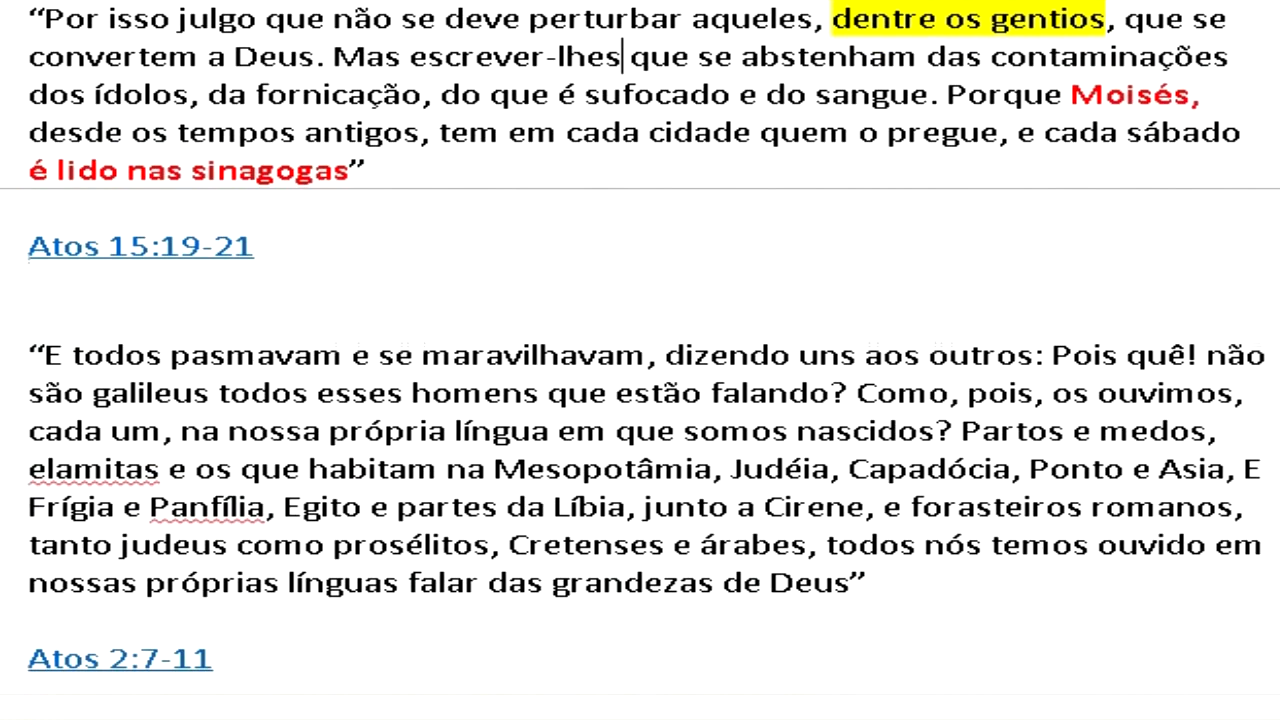 “Por isso julgo que não se deve perturbar aqueles, dentre os gentios, que se
convertem a Deus. Mas escrever-lhes que se abstenham das contaminações
dos ídolos, da fornicação, do que é sufocado e do sangue. Porque Moisés,
desde os tempos antigos, tem em cada cidade quem o pregue, e cada sábado
é lido nas sinagogas”
Atos 15:19-21
“E todos pasmavam e se maravilhavam, dizendo uns aos outros: Pois quê! não
são galileus todos esses homens que estão falando? Como, pois, os ouvimos,
cada um, na nossa própria língua em que somos nascidos? Partos e medos,
elamitas e os que habitam na Mesopotâmia, Judéia, Capadócia, Ponto e Asia, E
Frígia e Panfília, Egito e partes da Líbia, junto a Cirene, e forasteiros romanos,
tanto judeus como prosélitos, Cretenses e árabes, todos nós temos ouvido em
nossas próprias línguas falar das grandezas de Deus”
Atos 2:7-11